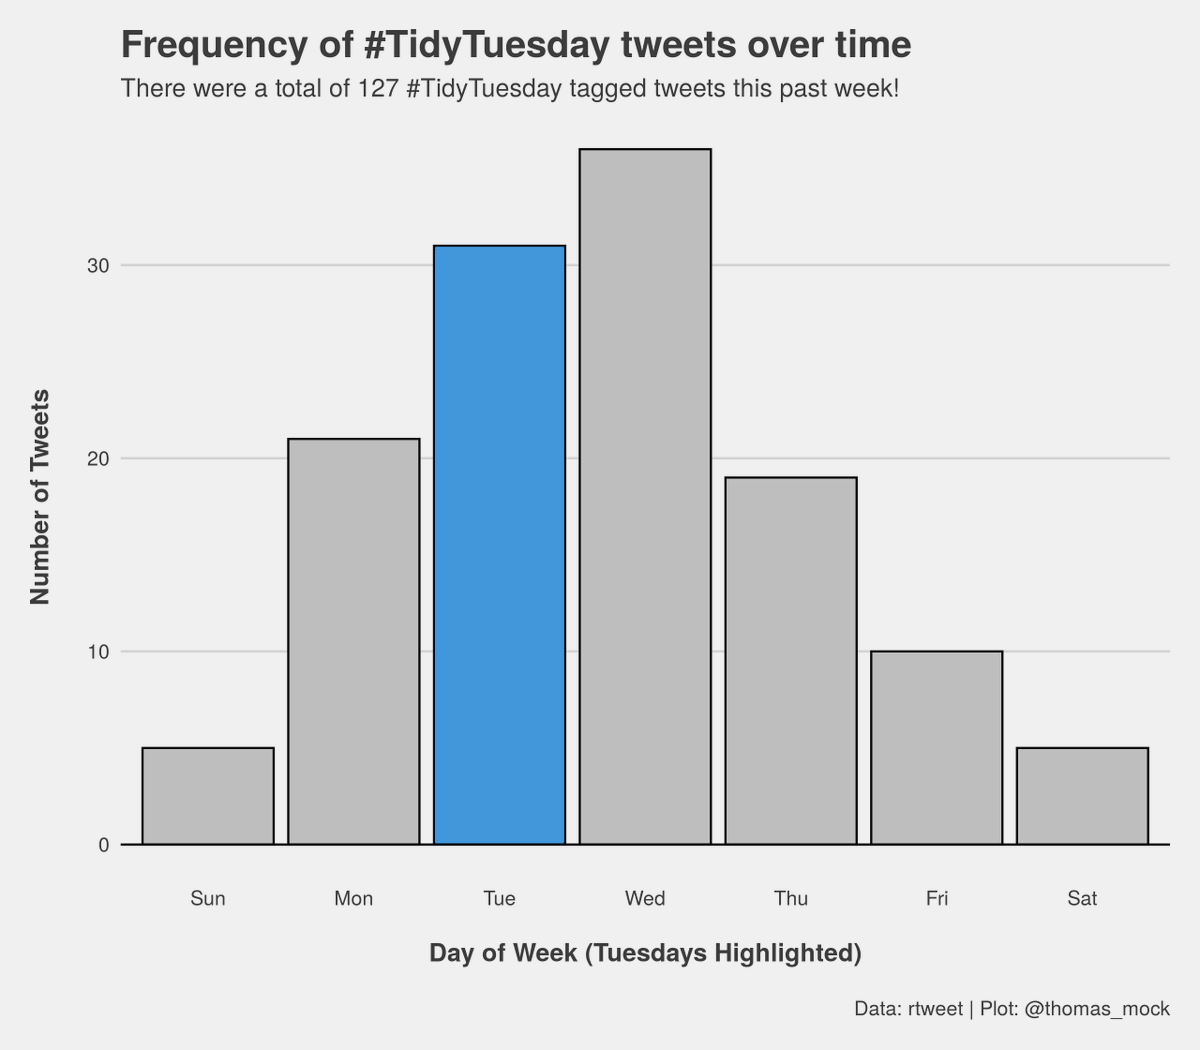 Frequency of #TidyTuesday tweets over time
There were a total of 127 #TidyTuesday tagged tweets this past week!
Number of Tweets
30
20
10
0
Sun Mon Tue Wed Thu Fri Sat
Day of Week (Tuesdays Highlighted)
Data: rtweet | Plot: @thomas_mock